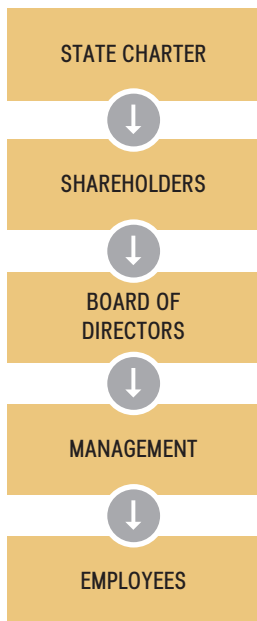 STATE CHARTER
SHAREHOLDERS
BOARD OF
DIRECTORS
MANAGEMENT
EMPLOYEES